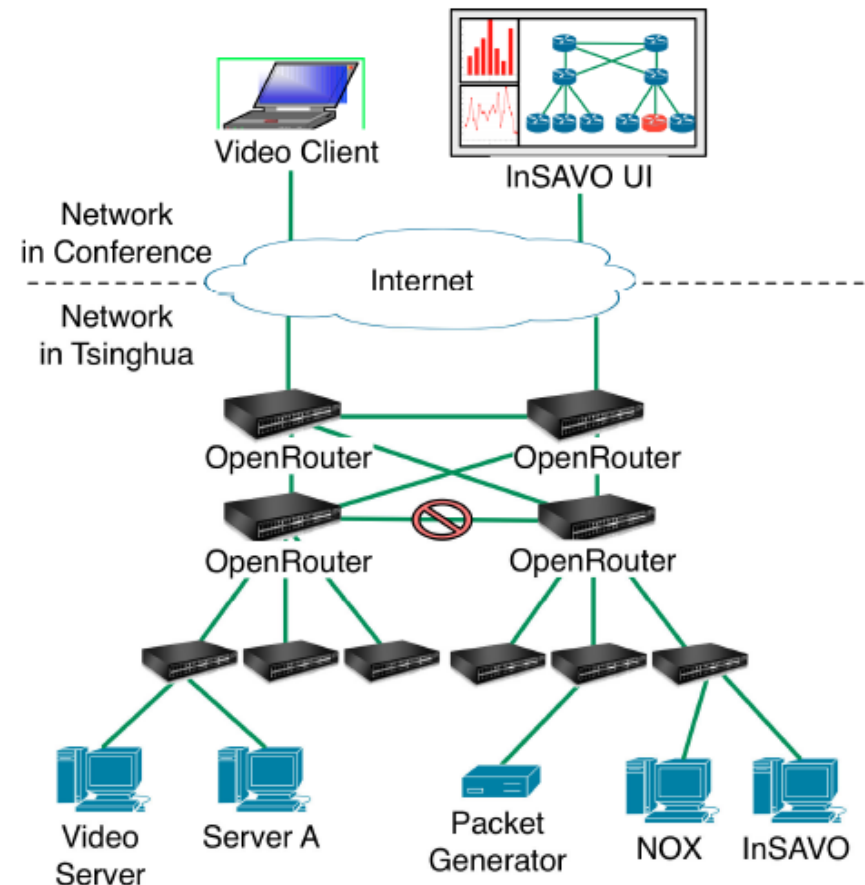 Video Client
InSAVO UI
Network
in Conference
Internet
Network
in Tsinghua
OpenRouter
OpenRouter
OpenRouter
OpenRouter
Video
Server
Server A
Packet
Generator
NOX
InSAVO